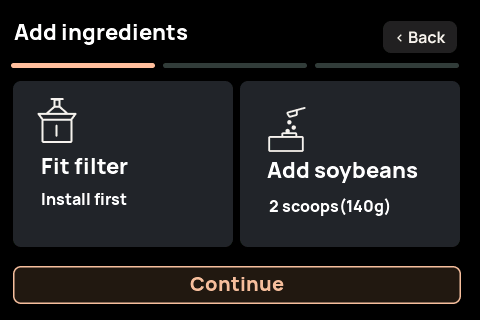 Add ingredients
‹ Back
Fit filter
Install first
Add soybeans
2 scoops(140g)
Continue